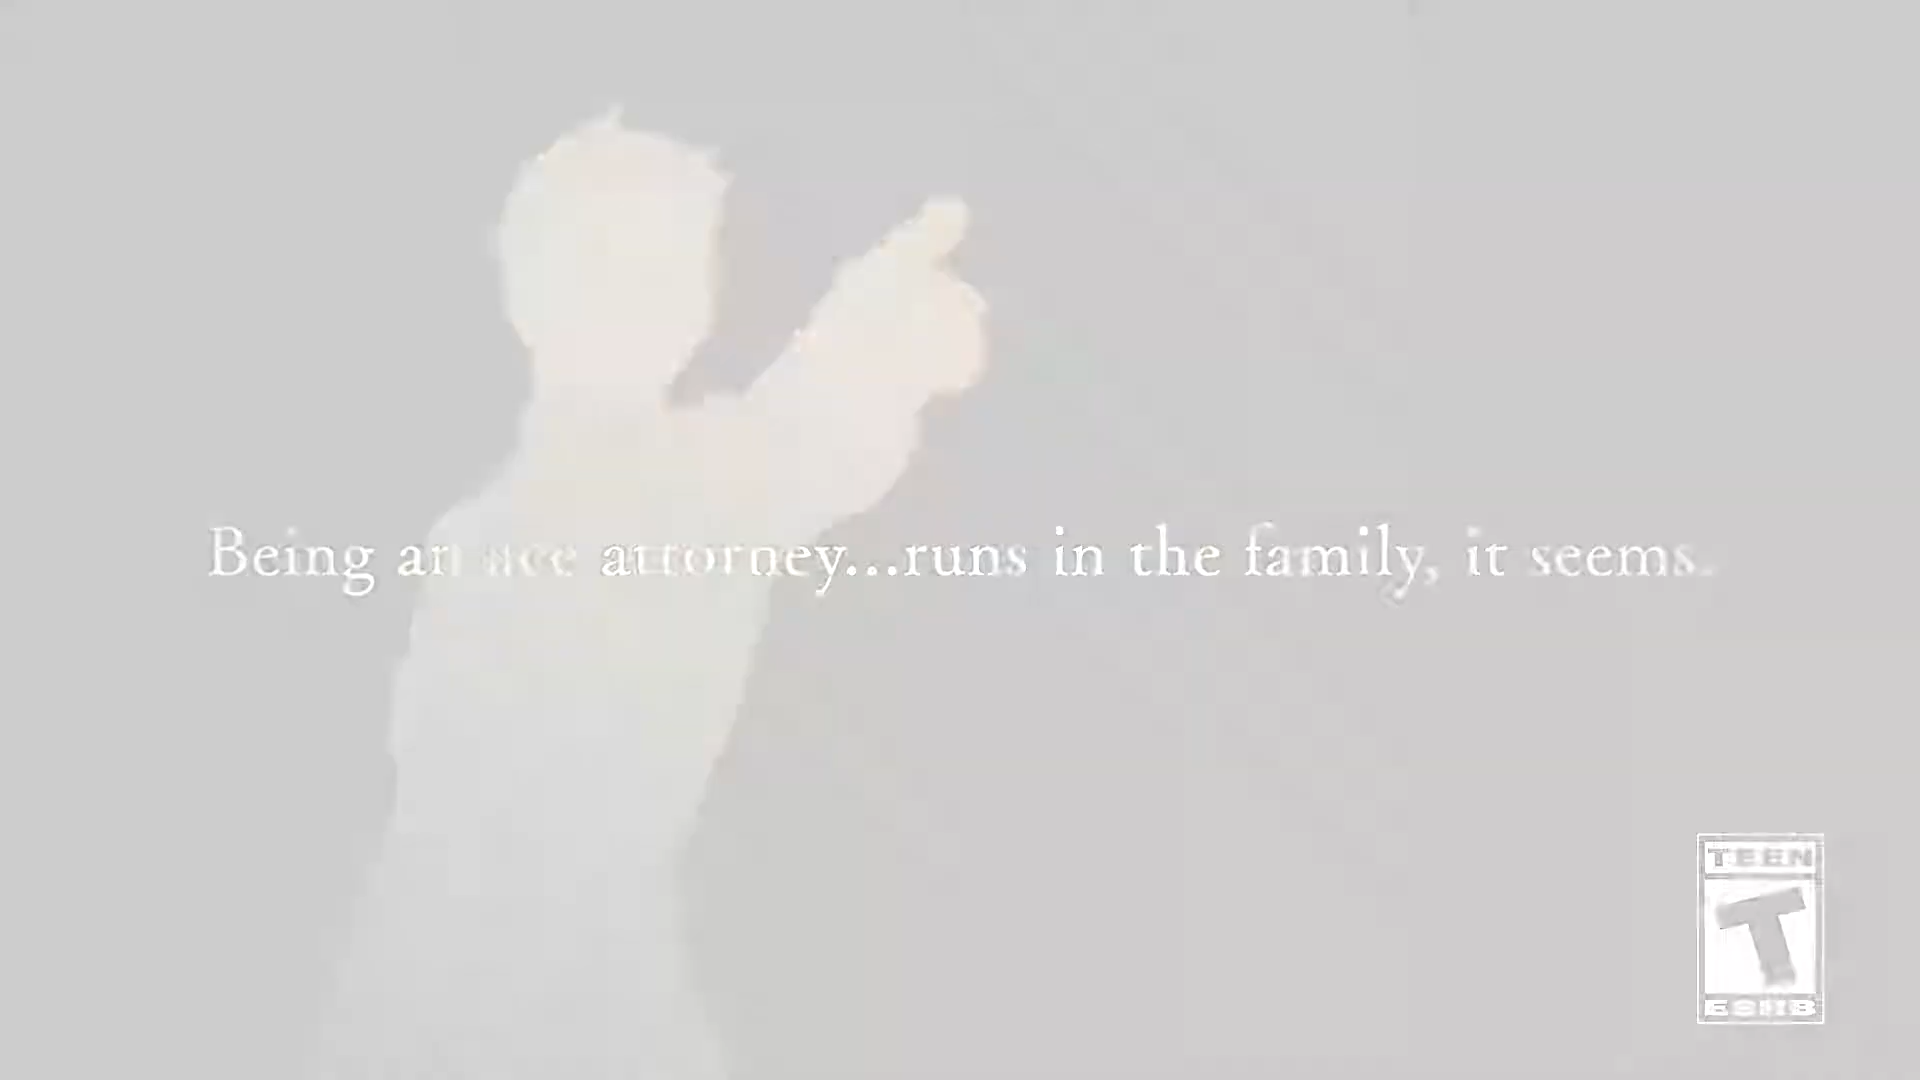 Being an ace attorney...runs in the family, it seems.
TEEN
T
ESRB